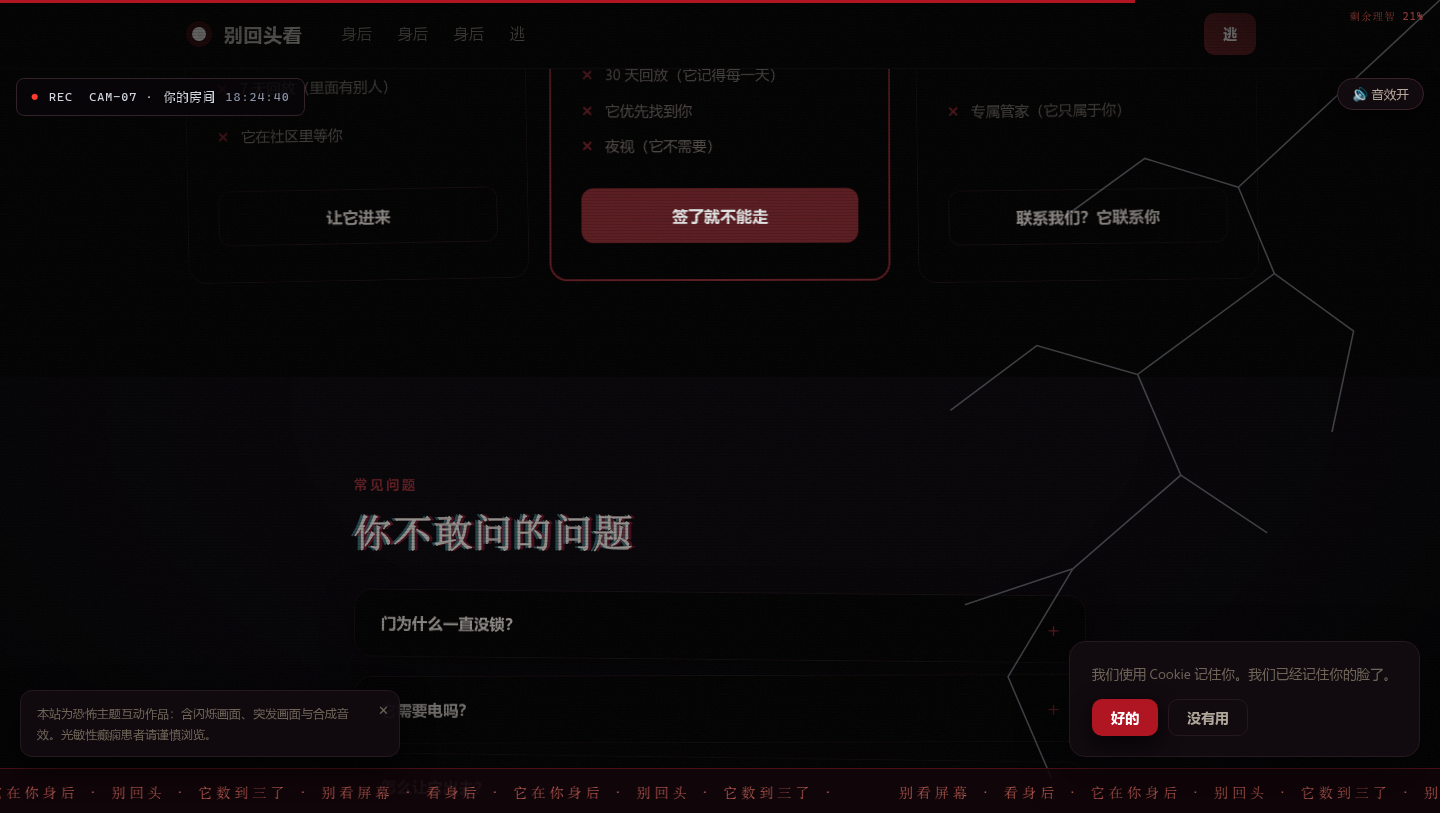 别回头看 身后 身后 身后 逃 逃
剩余理智 21%
● REC CAM-07 · 你的房间 18:24:40
🔊 音效开
(里面有别人)
× 它在社区里等你
让它进来
× 30 天回放（它记得每一天）
× 它优先找到你
× 夜视（它不需要）
签了就不能走
× 专属管家（它只属于你）
联系我们？它联系你
常见问题
你不敢问的问题
门为什么一直没锁？ +
需要电吗？ +
我们使用 Cookie 记住你。我们已经记住你的脸了。
好的 没有用
本站为恐怖主题互动作品：含闪烁画面、突发画面与合成音
效。光敏性癫痫患者请谨慎浏览。
×
在你身后 · 别回头 · 它数到三了 · 别看屏幕 · 看身后 · 它在你身后 · 别回头 · 它数到三了 · 别看屏幕 · 看身后 · 它在你身后 · 别回头 · 它数到三了 · 别